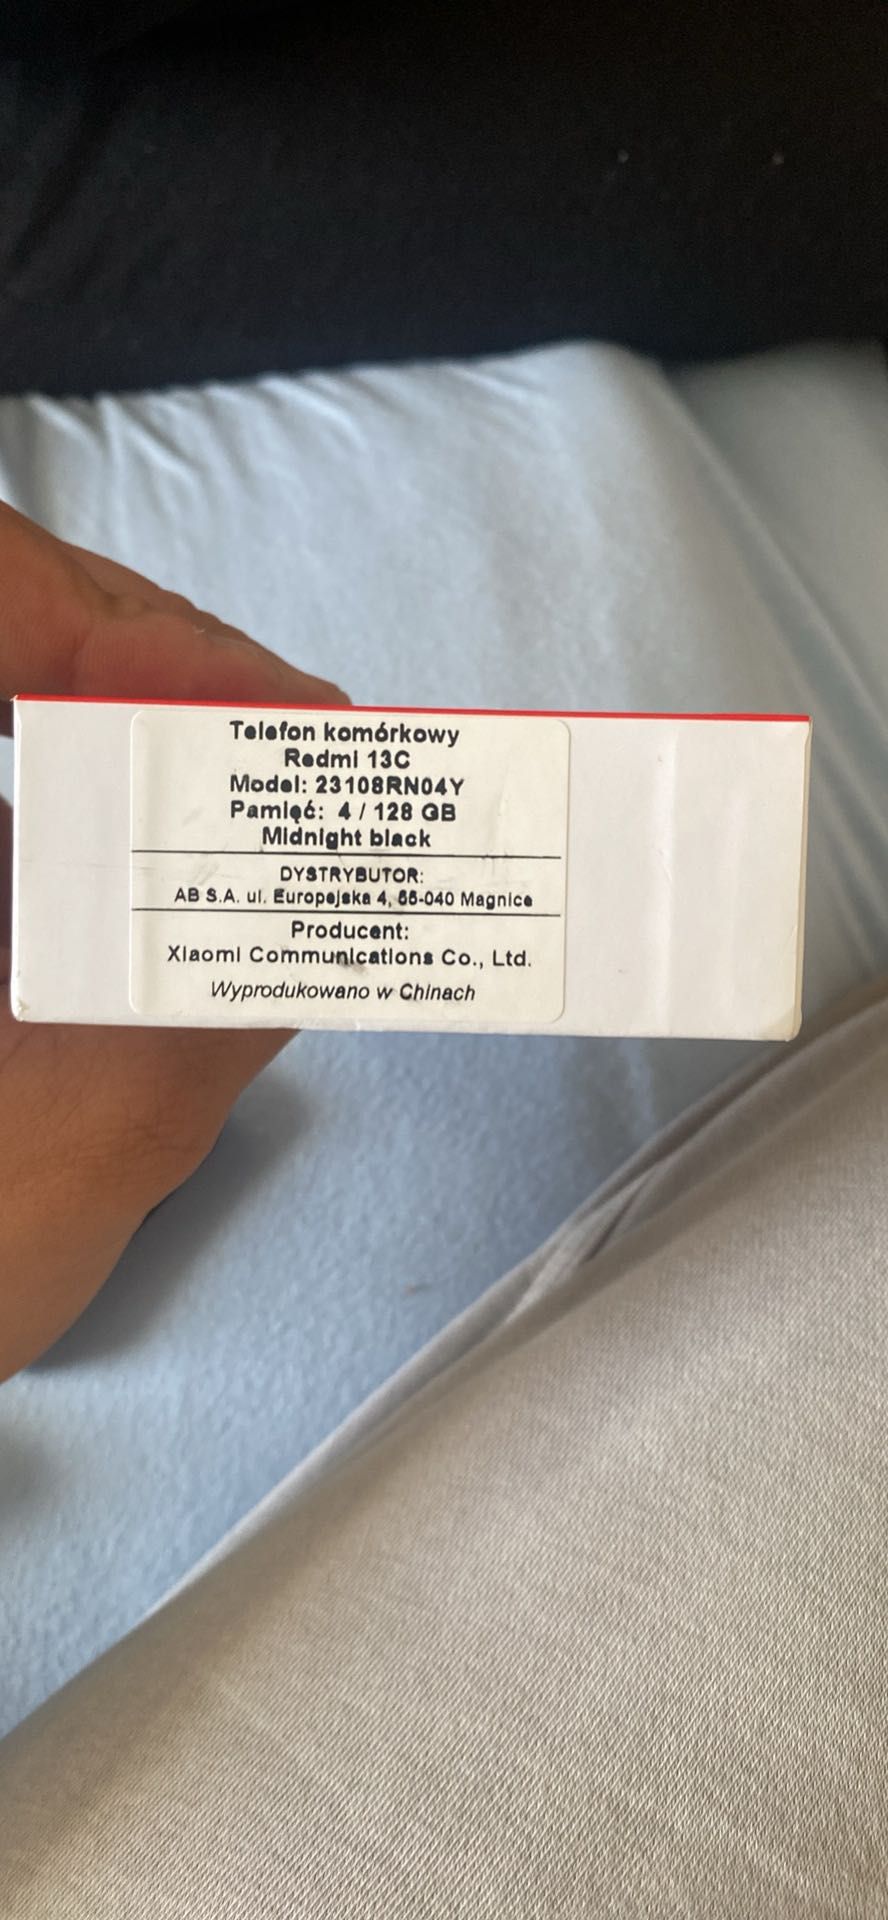 Telefon komórkowy
Redmi 13C
Model: 23108RN04Y
Pamięć: 4 / 128 GB
Midnight black
DYSTRYBUTOR:
AB S.A. ul. Europejska 4, 55-040 Magnice
Producent:
Xiaomi Communications Co., Ltd.
Wyprodukowano w Chinach